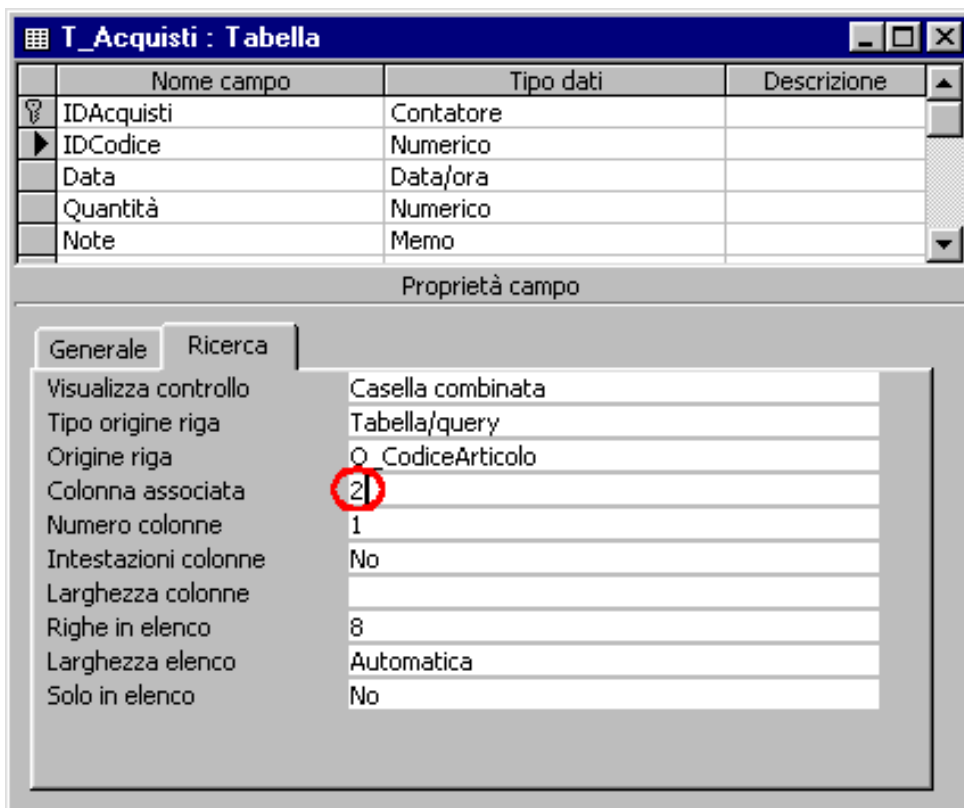 T_Acquisti : Tabella
Nome campo Tipo dati Descrizione
IDAcquisti Contatore
IDCodice Numerico
Data Data/ora
Quantità Numerico
Note Memo
Proprietà campo
Generale Ricerca
Visualizza controllo Casella combinata
Tipo origine riga Tabella/query
Origine riga Q_CodiceArticolo
Colonna associata 2
Numero colonne 1
Intestazioni colonne No
Larghezza colonne
Righe in elenco 8
Larghezza elenco Automatica
Solo in elenco No